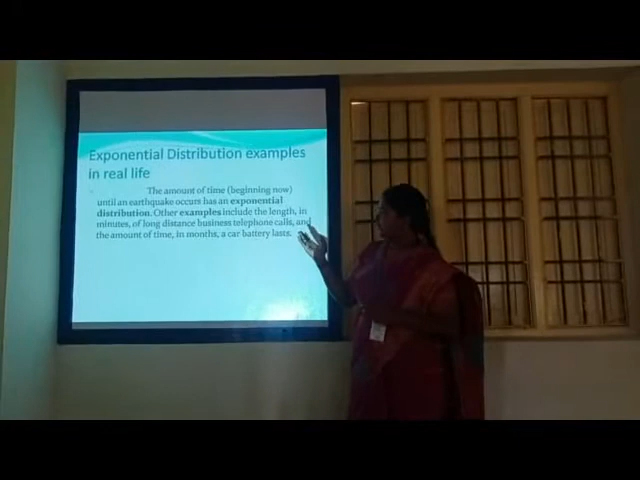 Exponential Distribution examples
in real life
The amount of time (beginning now)
until an earthquake occurs has an exponential
distribution. Other examples include the length, in
minutes, of long distance business telephone calls, and
the amount of time, in months, a car battery lasts.